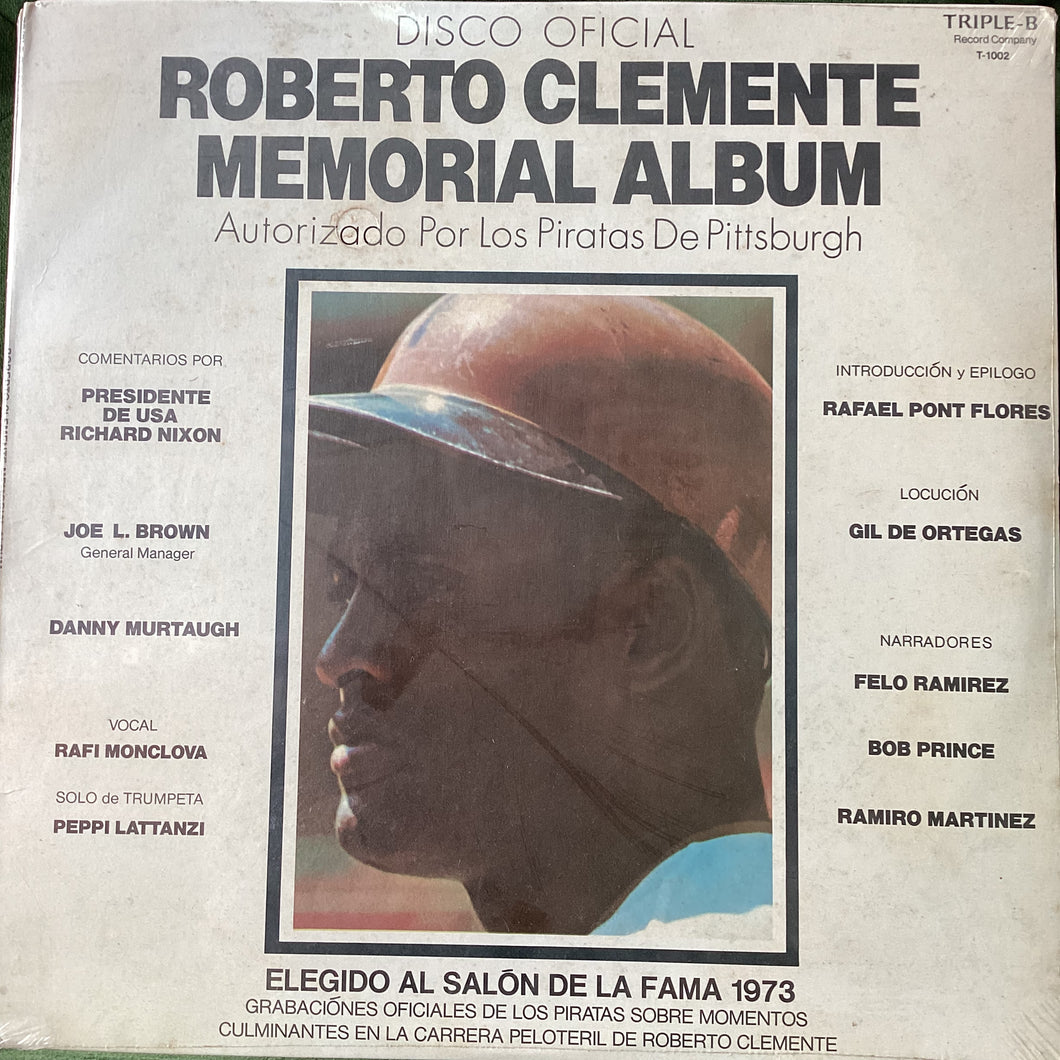 DISCO OFICIAL
TRIPLE-B
Record Company
T-1002
ROBERTO CLEMENTE
MEMORIAL ALBUM
Autorizado Por Los Piratas De Pittsburgh
COMENTARIOS POR
PRESIDENTE
DE USA
RICHARD NIXON
JOE L. BROWN
General Manager
DANNY MURTAUGH
VOCAL
RAFI MONCLOVA
SOLO de TRUMPETA
PEPPI LATTANZI
INTRODUCCIÓN y EPILOGO
RAFAEL PONT FLORES
LOCUCIÓN
GIL DE ORTEGAS
NARRADORES
FELO RAMIREZ
BOB PRINCE
RAMIRO MARTINEZ
ELEGIDO AL SALÓN DE LA FAMA 1973
GRABACIÓNES OFICIALES DE LOS PIRATAS SOBRE MOMENTOS
CULMINANTES EN LA CARRERA PELOTERIL DE ROBERTO CLEMENTE